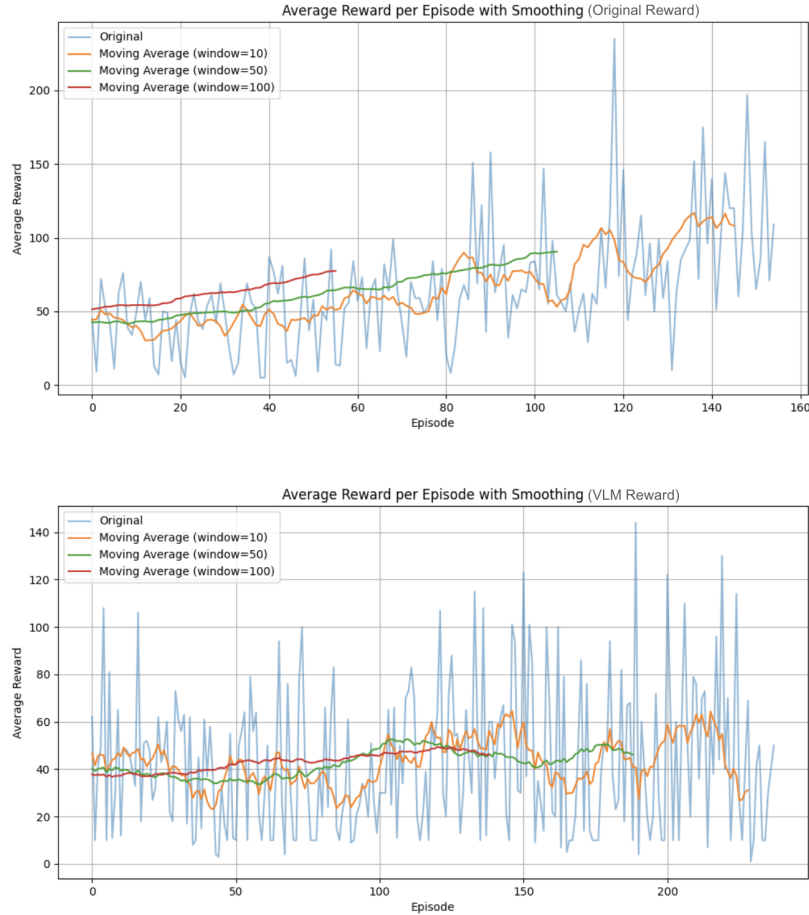 Average Reward per Episode with Smoothing (Original Reward)
Original
Moving Average (window=10)
Moving Average (window=50)
Moving Average (window=100)
Average Reward
200
150
100
50
0
0 20 40 60 80 100 120 140 160
Episode
Average Reward per Episode with Smoothing (VLM Reward)
Original
Moving Average (window=10)
Moving Average (window=50)
Moving Average (window=100)
Average Reward
140
120
100
80
60
40
20
0
0 50 100 150 200
Episode